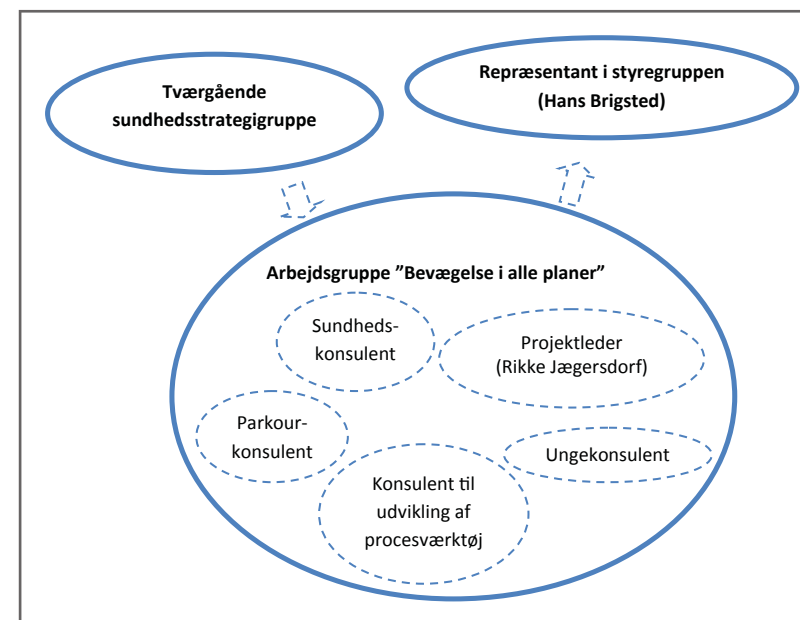 Tværgående
sundhedsstrategigruppe
Repræsentant i styregruppen
(Hans Brigsted)
Arbejdsgruppe ”Bevægelse i alle planer”
Sundheds-
konsulent
Projektleder
(Rikke Jægersdorf)
Parkour-
konsulent
Ungekonsulent
Konsulent til
udvikling af
procesværktøj